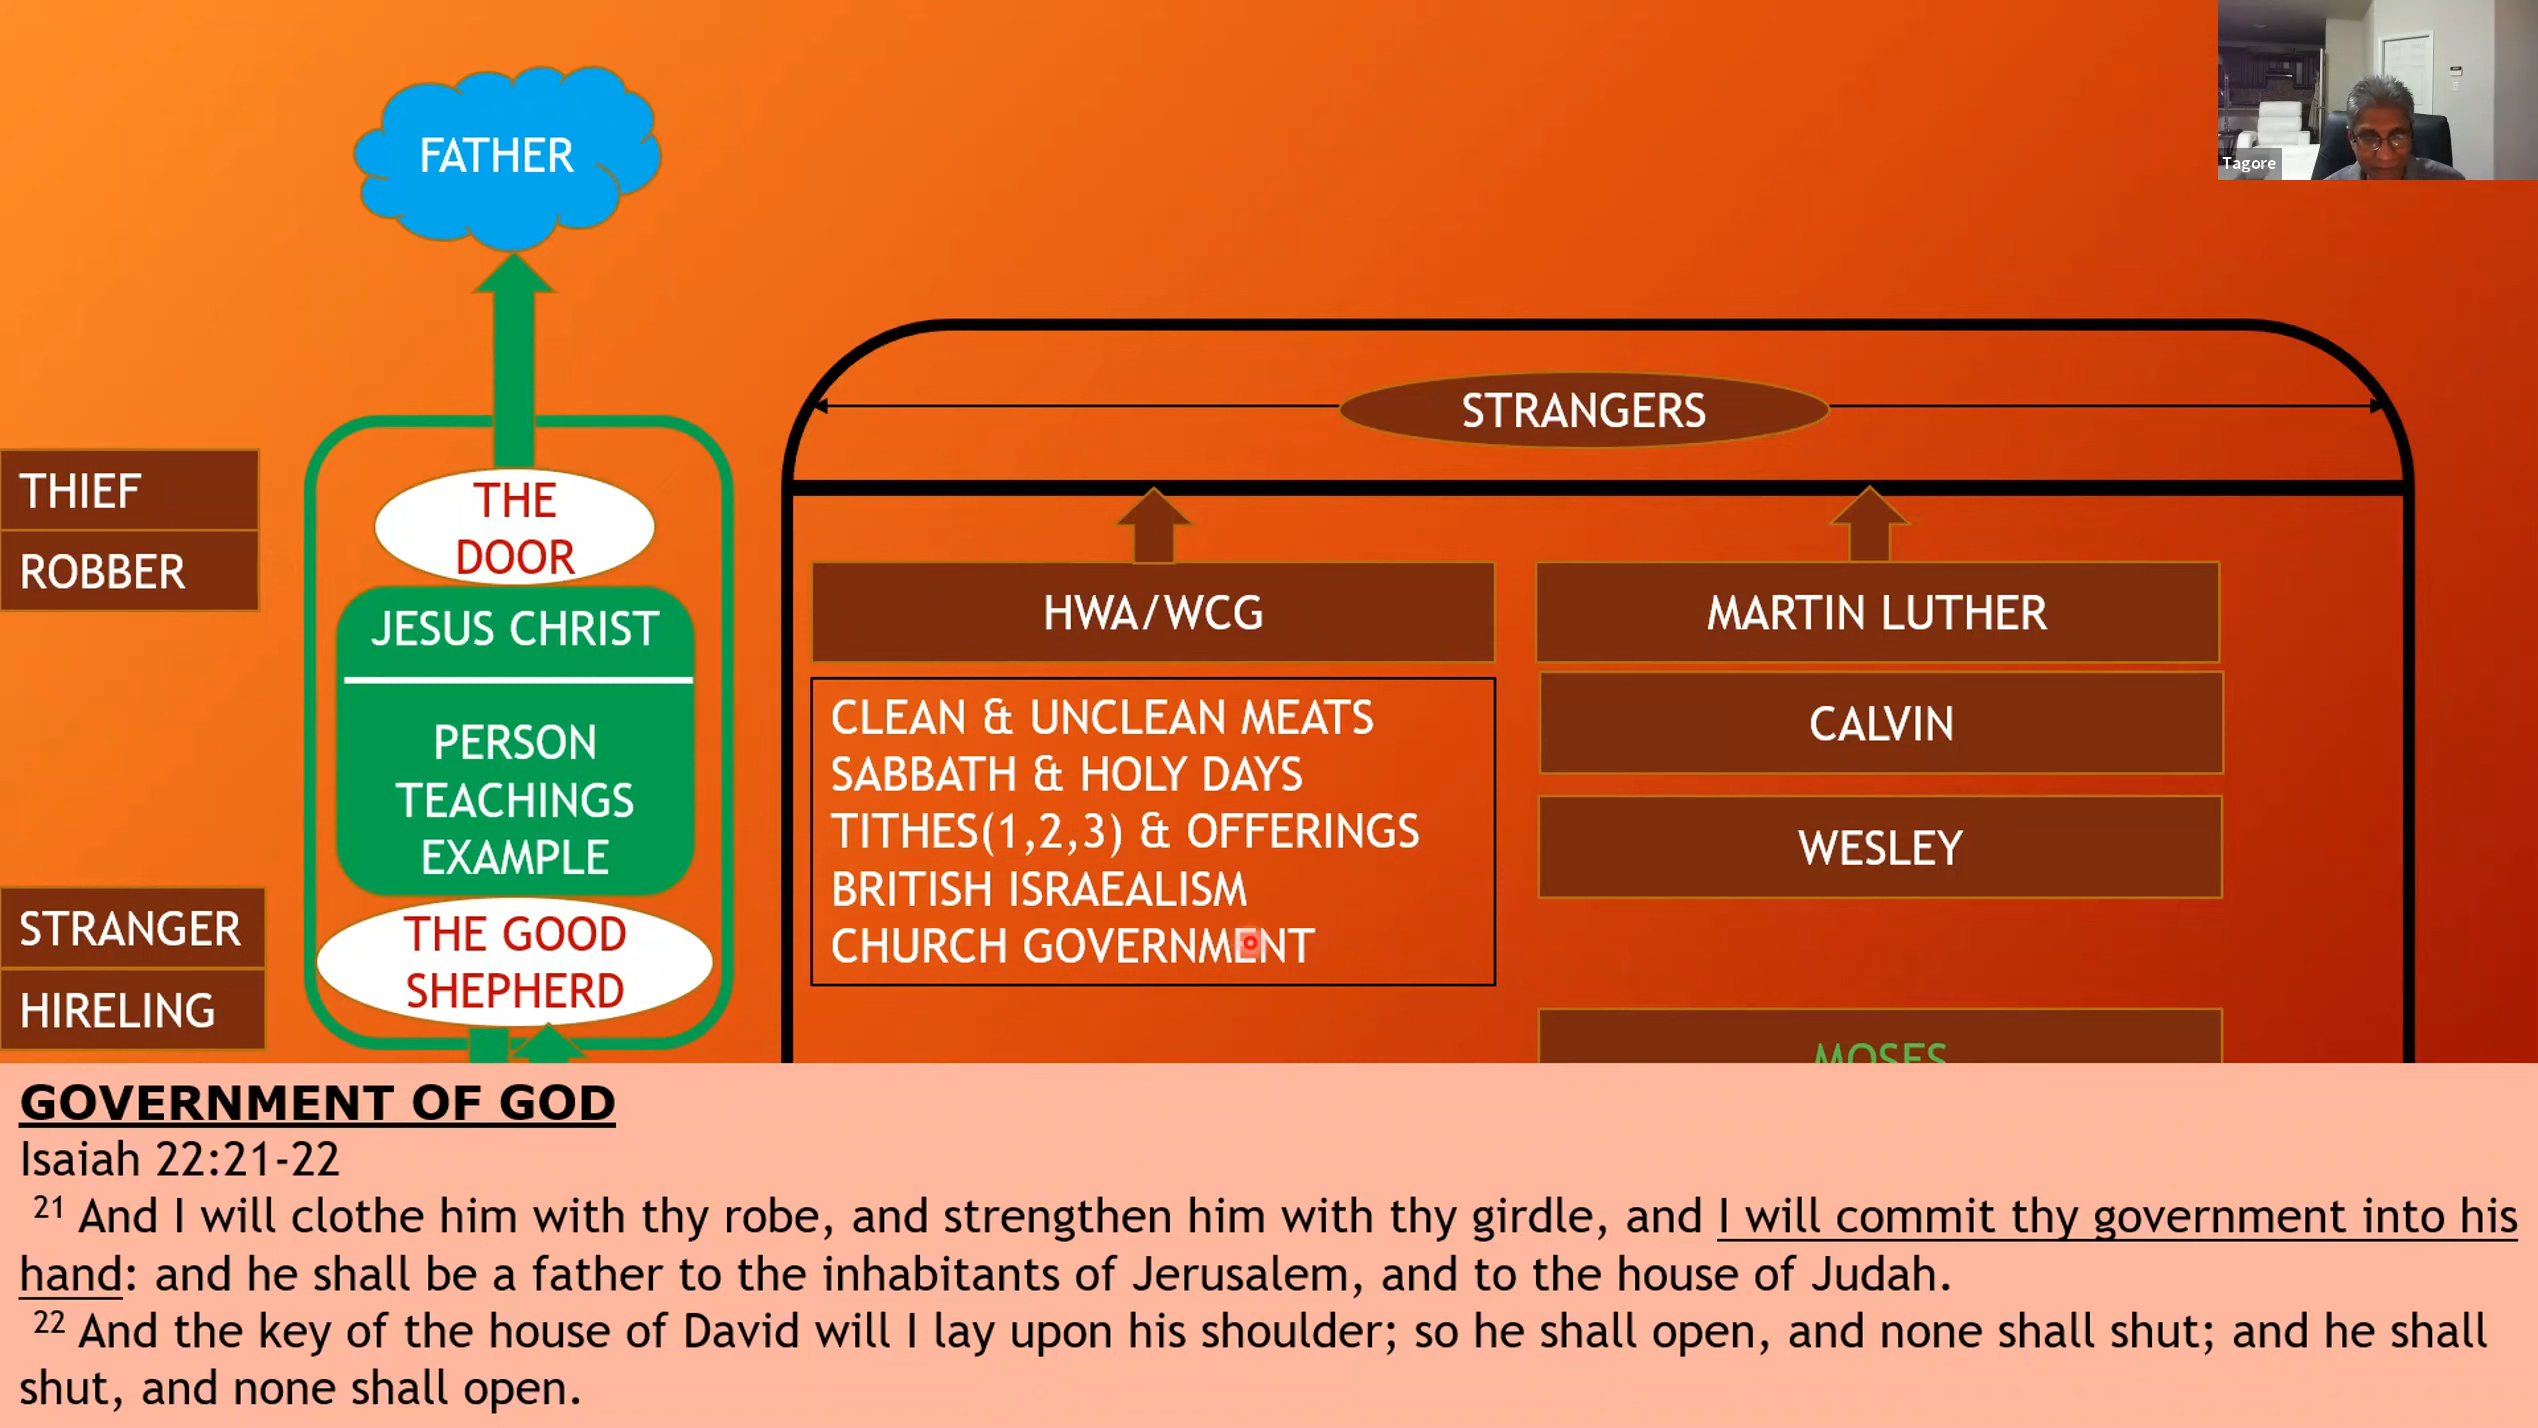 FATHER
Tagore
STRANGERS
THIEF
ROBBER
THE
DOOR
JESUS CHRIST
PERSON
TEACHINGS
EXAMPLE
THE GOOD
SHEPHERD
STRANGER
HIRELING
HWA/WCG
CLEAN & UNCLEAN MEATS
SABBATH & HOLY DAYS
TITHES(1,2,3) & OFFERINGS
BRITISH ISRAEALISM
CHURCH GOVERNMENT
MARTIN LUTHER
CALVIN
WESLEY
MOSES
GOVERNMENT OF GOD
Isaiah 22:21-22
21 And I will clothe him with thy robe, and strengthen him with thy girdle, and I will commit thy government into his
hand: and he shall be a father to the inhabitants of Jerusalem, and to the house of Judah.
22 And the key of the house of David will I lay upon his shoulder; so he shall open, and none shall shut; and he shall
shut, and none shall open.